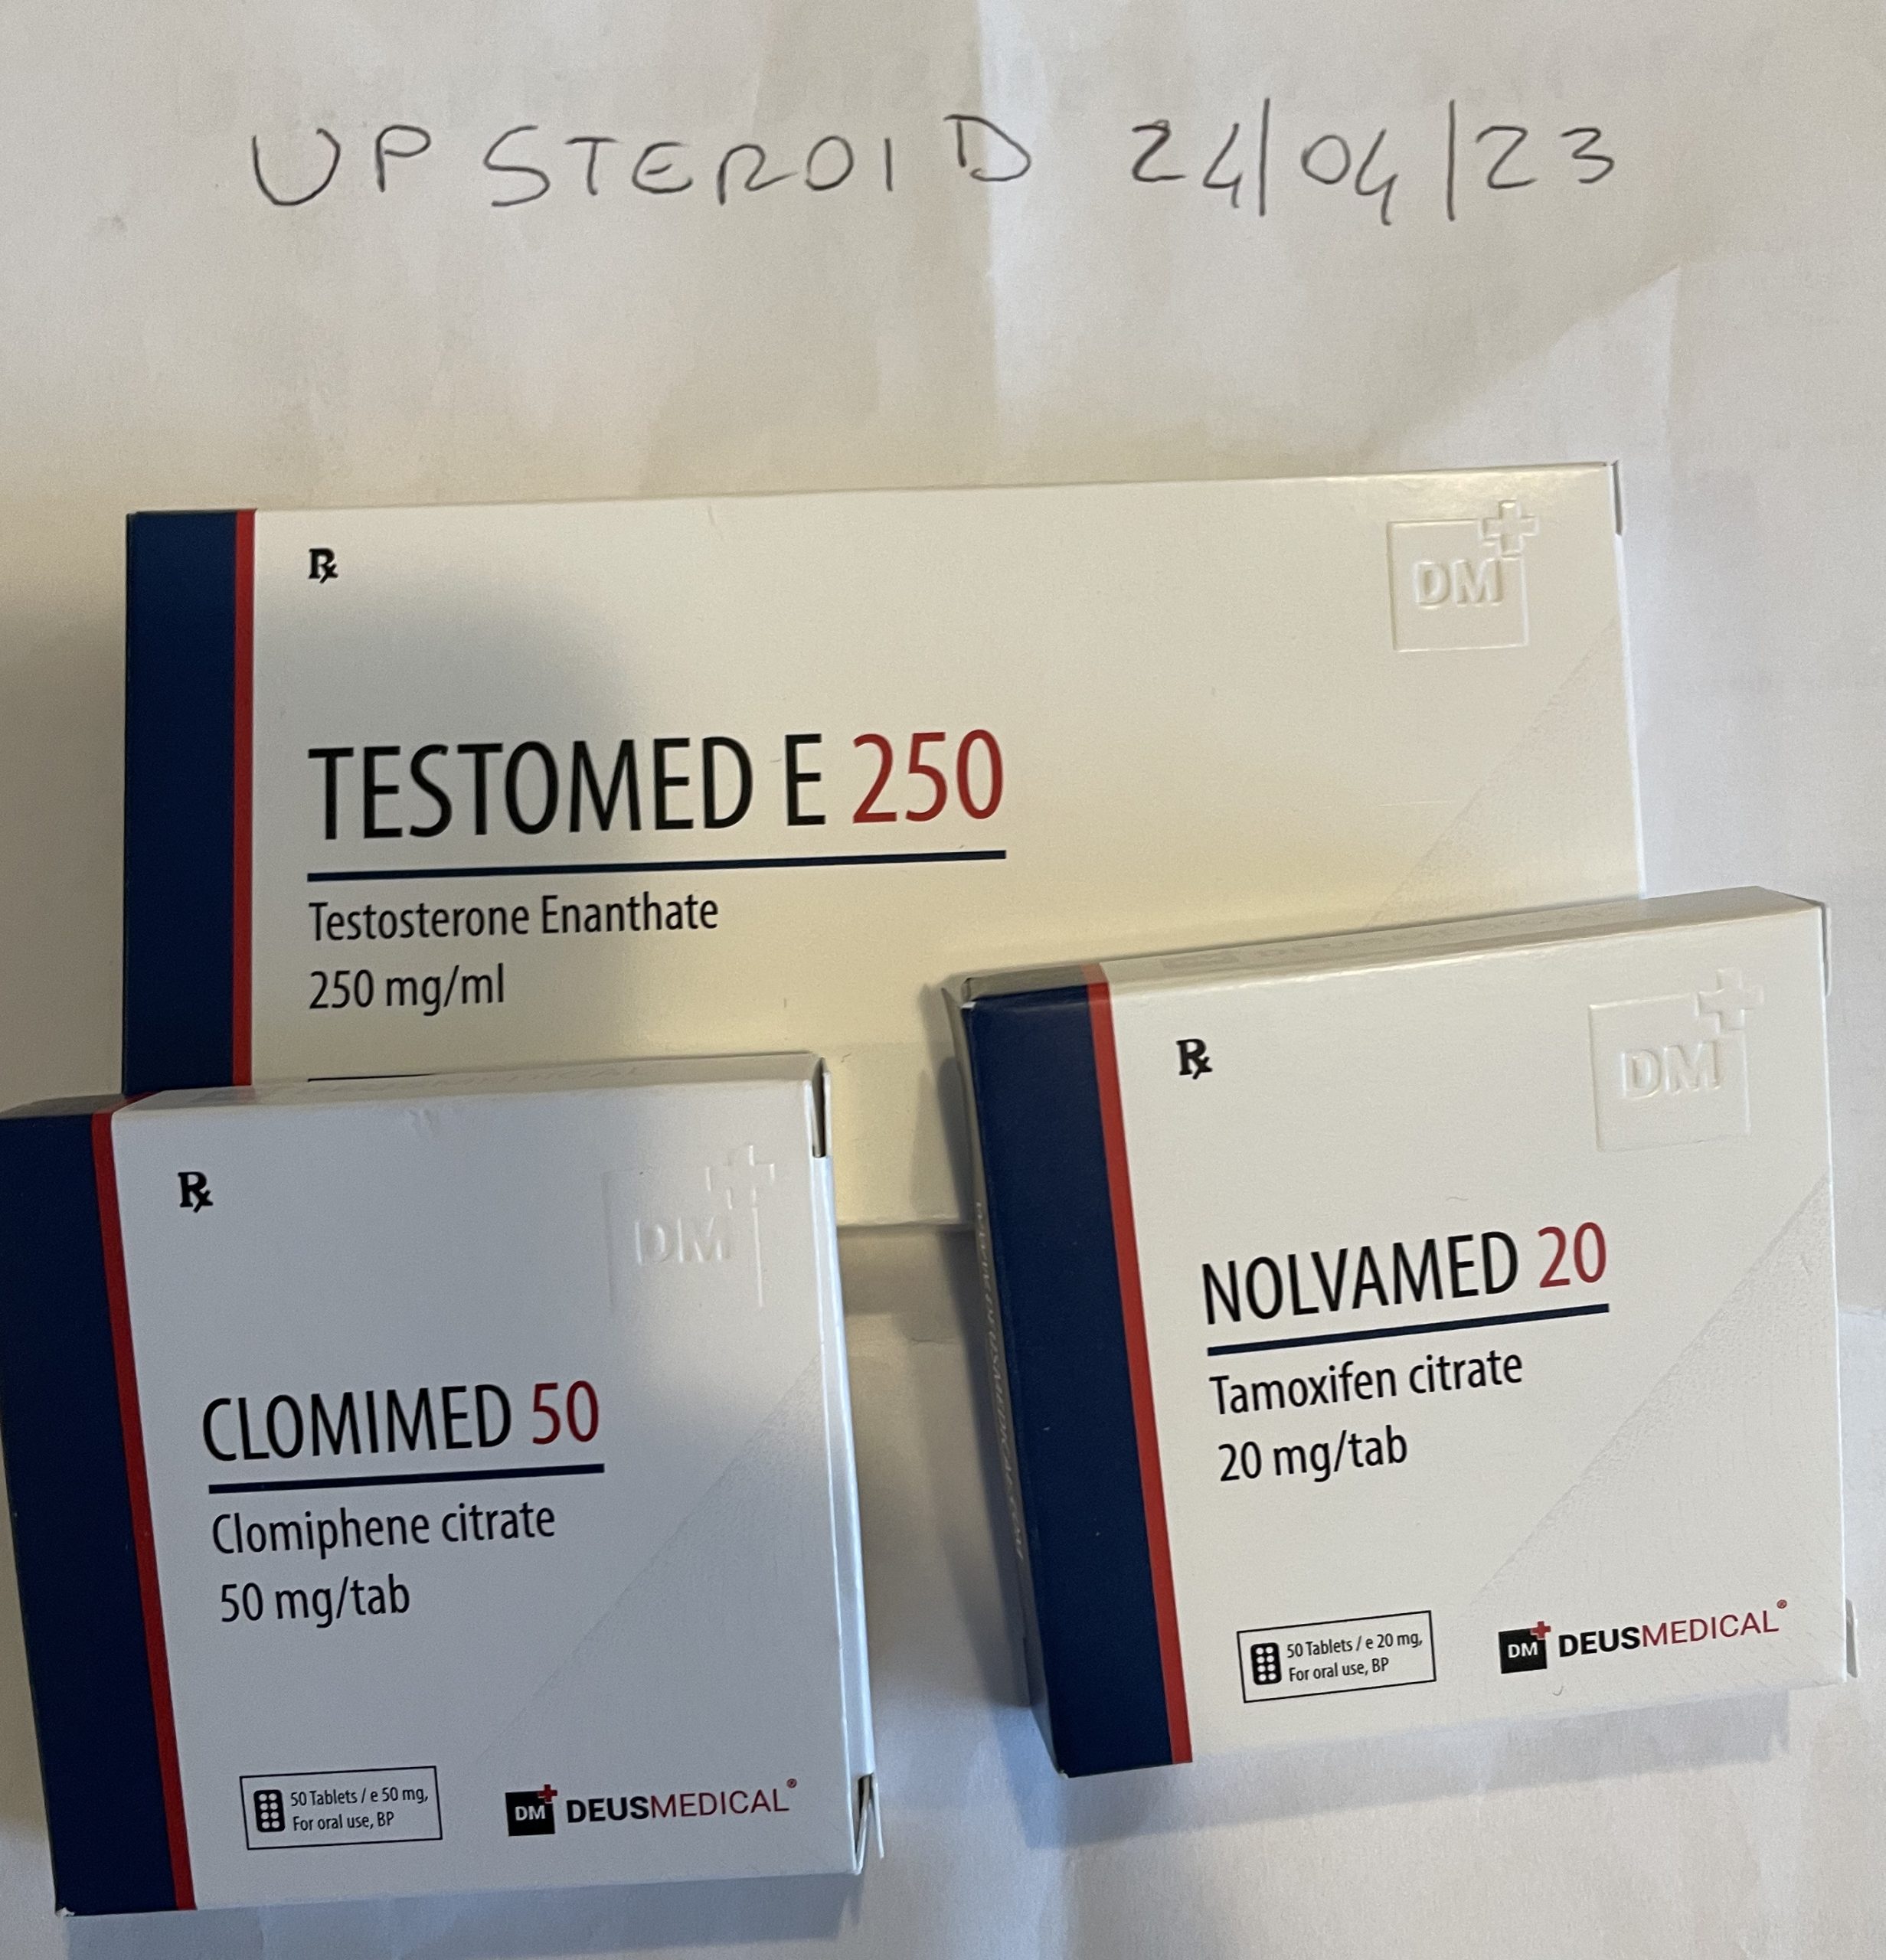 UPSTEROID 24/04/23
℞
DM
TESTOMED E 250
Testosterone Enanthate
250 mg/ml
℞
DM
CLOMIMED 50
Clomiphene citrate
50 mg/tab
50 Tablets / e 50 mg,
For oral use, BP
DM DEUSMEDICAL®
℞
DM
NOLVAMED 20
Tamoxifen citrate
20 mg/tab
50 Tablets / e 20 mg,
For oral use, BP
DM DEUSMEDICAL®